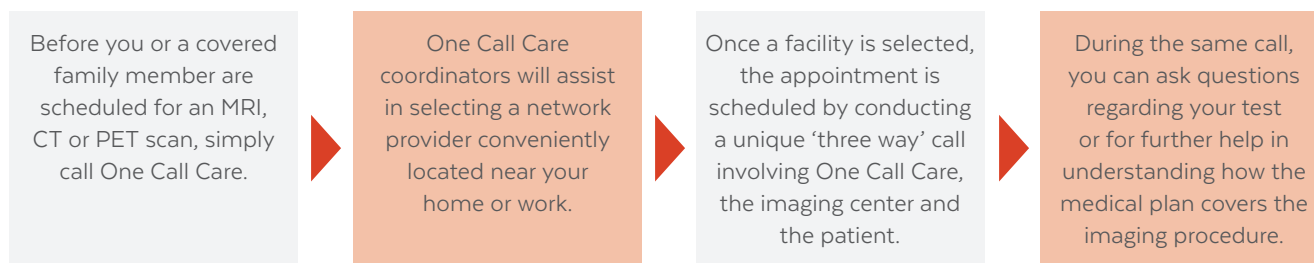 Before you or a covered
family member are
scheduled for an MRI,
CT or PET scan, simply
call One Call Care.
One Call Care
coordinators will assist
in selecting a network
provider conveniently
located near your
home or work.
Once a facility is selected,
the appointment is
scheduled by conducting
a unique ‘three way’ call
involving One Call Care,
the imaging center and
the patient.
During the same call,
you can ask questions
regarding your test
or for further help in
understanding how the
medical plan covers the
imaging procedure.